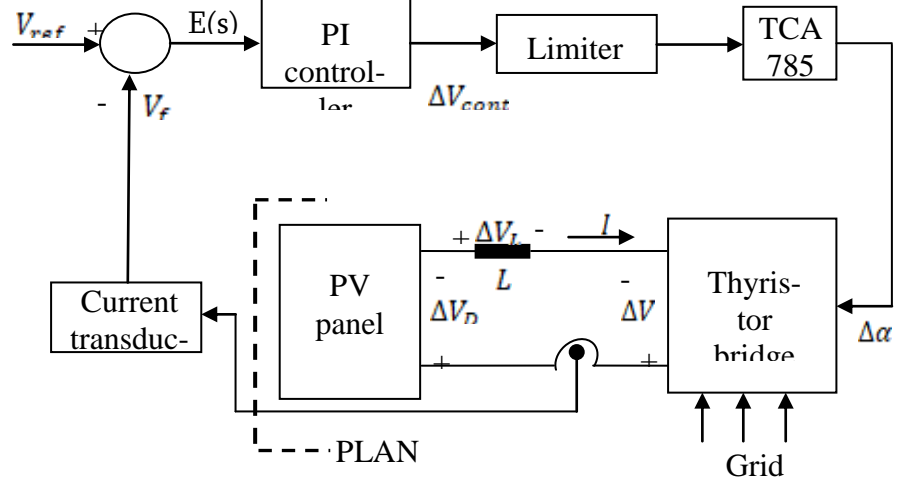 V_ref + E(s)
PI
control-
ler
Limiter
TCA
785
ΔV_cont
- V_f
+ ΔV_L - I
L
PV
panel
-
ΔV_D
+
-
ΔV
+
Thyris-
tor
bridge
Δα
Current
transduc-
PLAN
Grid